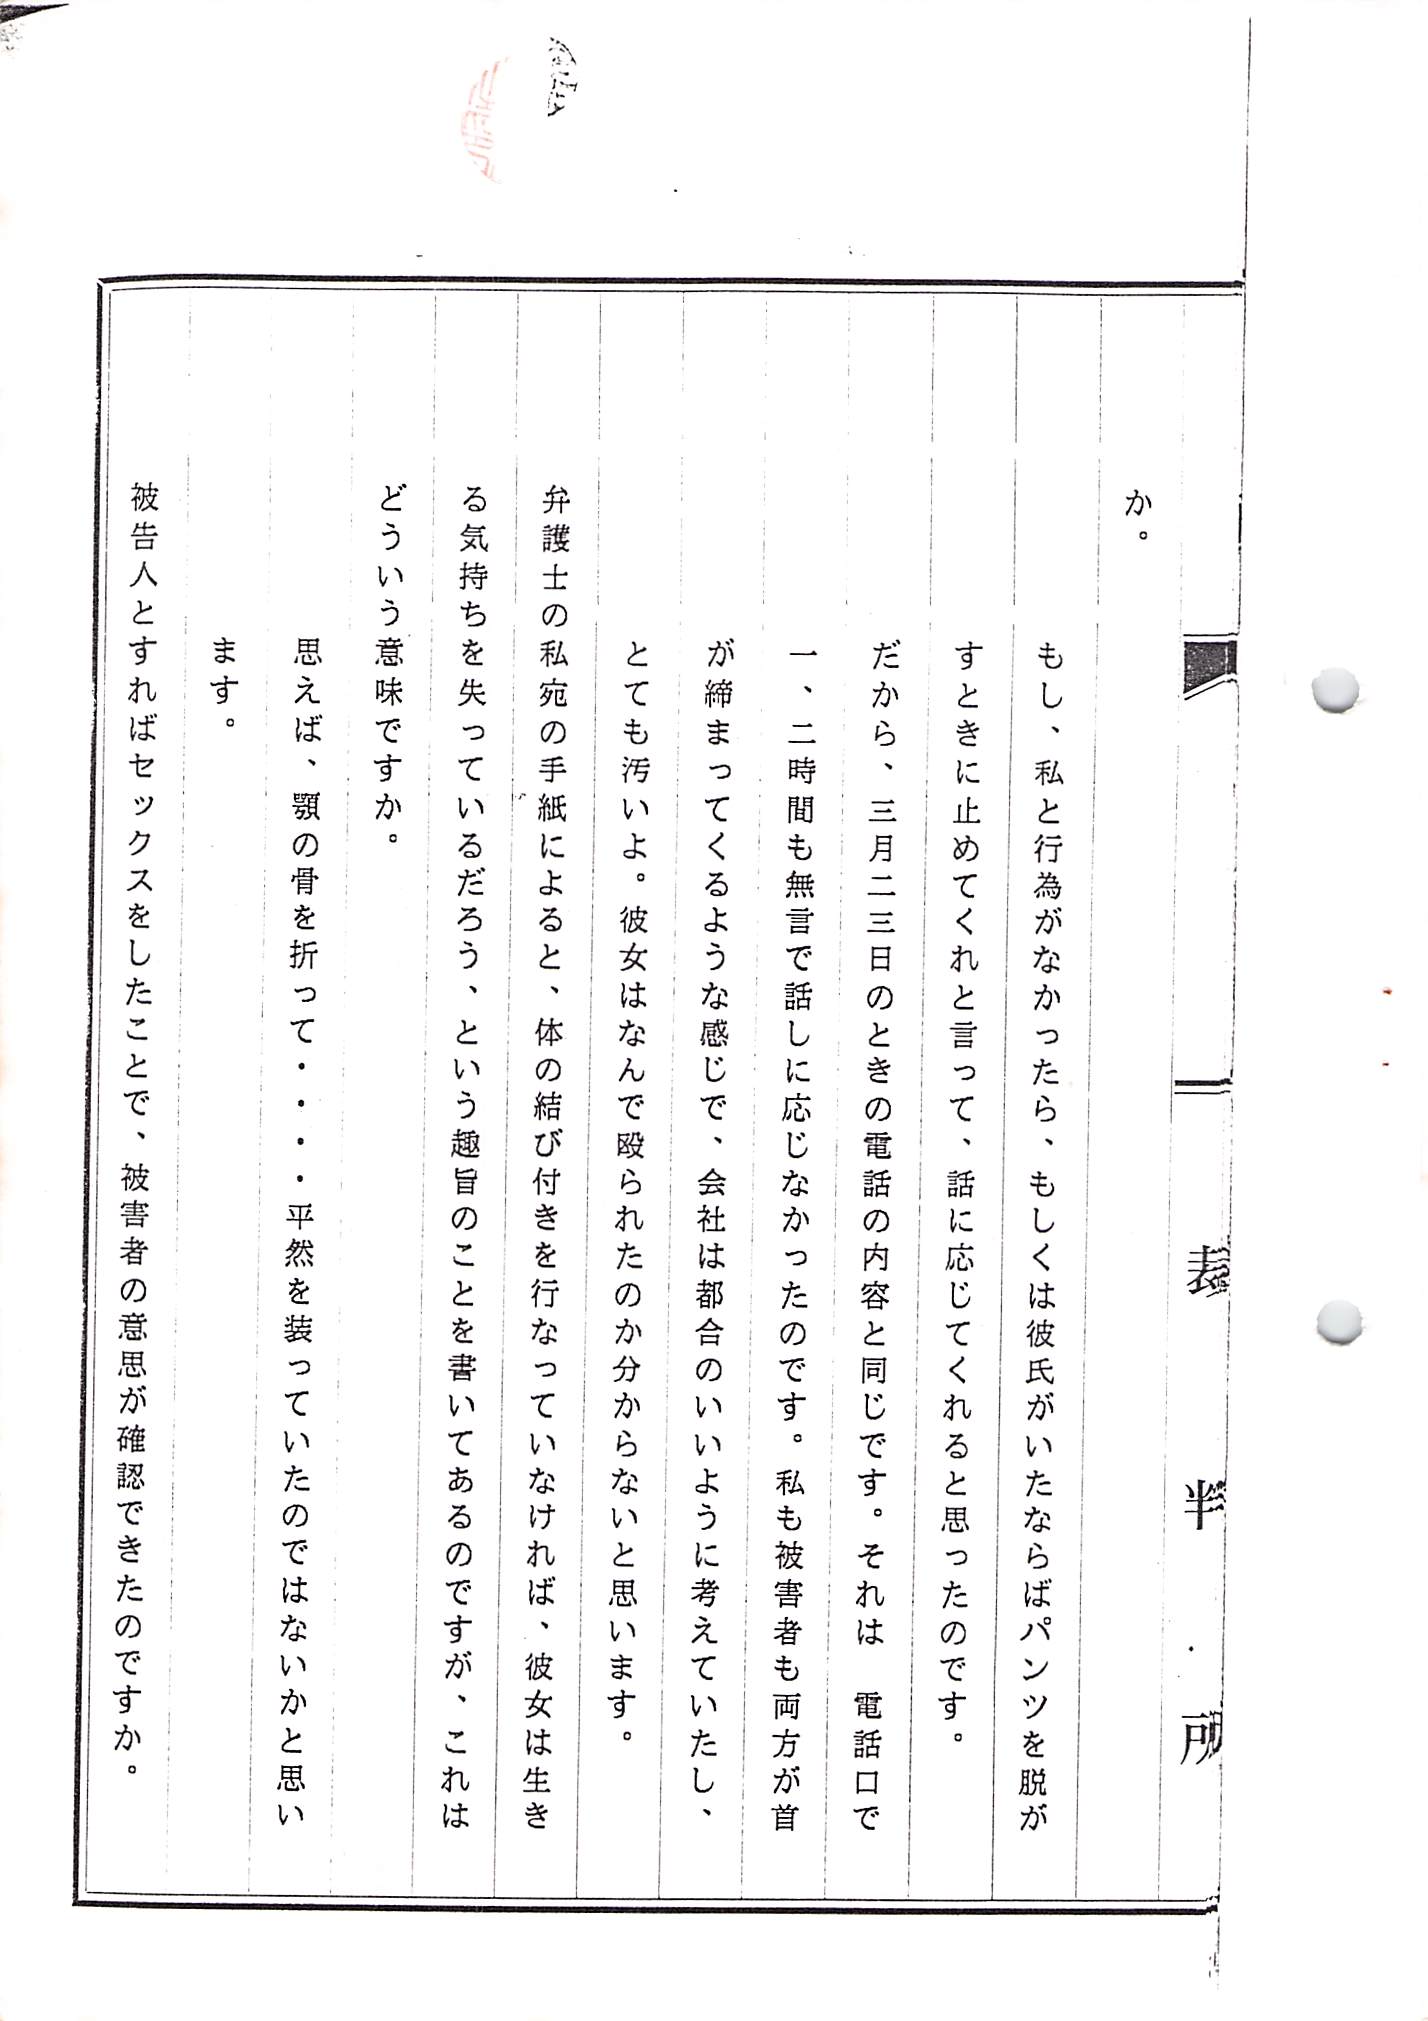 か。
もし、私と行為がなかったら、もしくは彼氏がいたならばパンツを脱が
すときに止めてくれと言って、話に応じてくれると思ったのです。
だから、三月二三日のときの電話の内容と同じです。それは　電話口で
一、二時間も無言で話しに応じなかったのです。私も被害者も両方が首
が締まってくるような感じで、会社は都合のいいように考えていたし、
とても汚いよ。彼女はなんで殴られたのか分からないと思います。
弁護士の私宛の手紙によると、体の結び付きを行なっていなければ、彼女は生き
る気持ちを失っているだろう、という趣旨のことを書いてあるのですが、これは
どういう意味ですか。
思えば、顎の骨を折って・・・・平然を装っていたのではないかと思い
ます。
被告人とすればセックスをしたことで、被害者の意思が確認できたのですか。
判
所